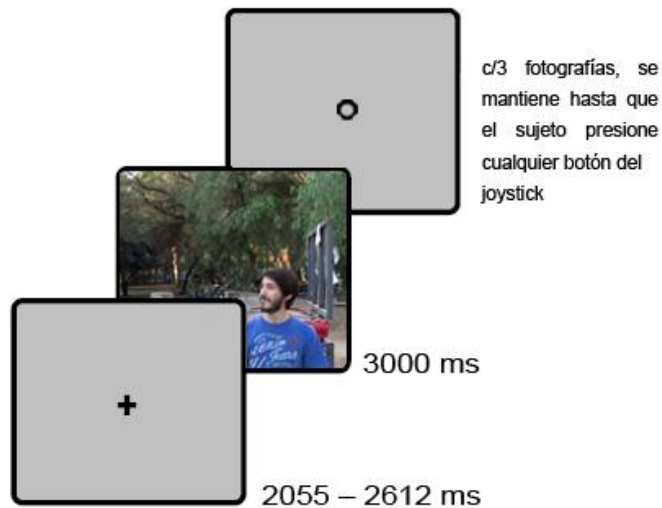 c/3 fotografías, se
mantiene hasta que
el sujeto presione
cualquier botón del
joystick
3000 ms
2055 – 2612 ms